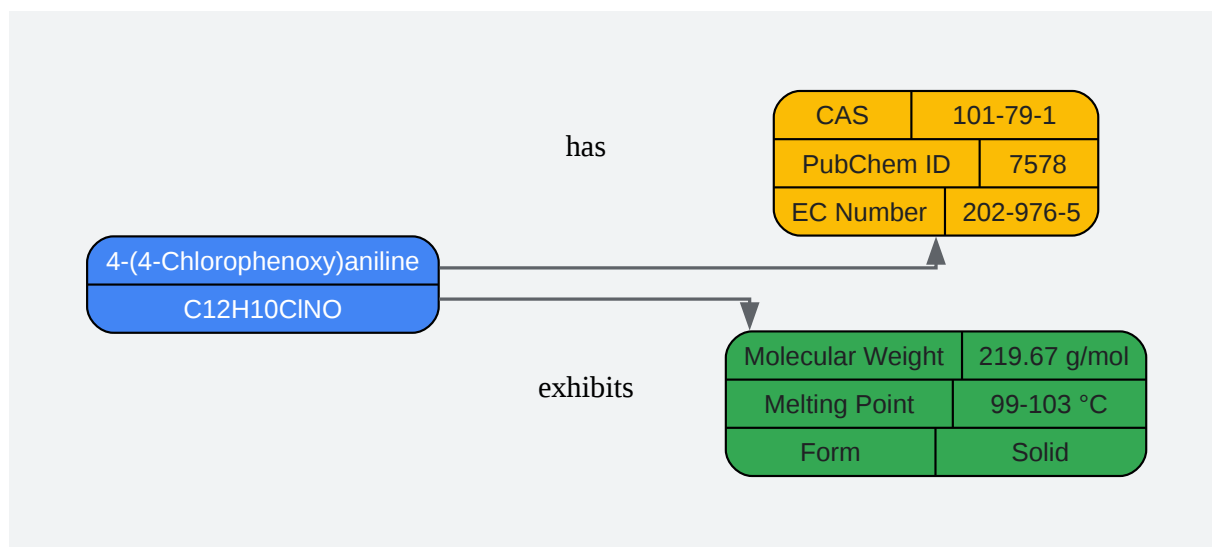 has
CAS 101-79-1
PubChem ID 7578
EC Number 202-976-5
4-(4-Chlorophenoxy)aniline
C12H10ClNO
exhibits
Molecular Weight 219.67 g/mol
Melting Point 99-103 °C
Form Solid